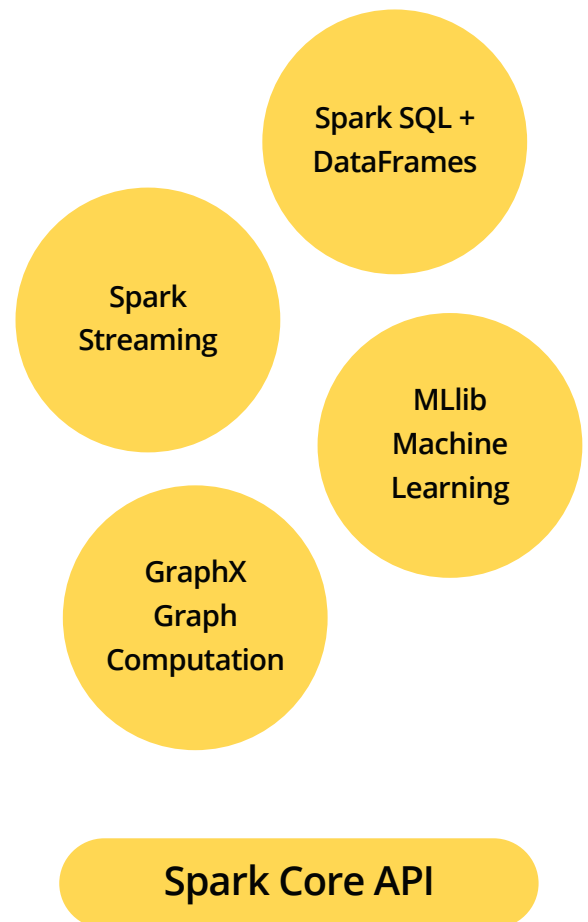 Spark SQL +
DataFrames
Spark
Streaming
MLlib
Machine
Learning
GraphX
Graph
Computation
Spark Core API